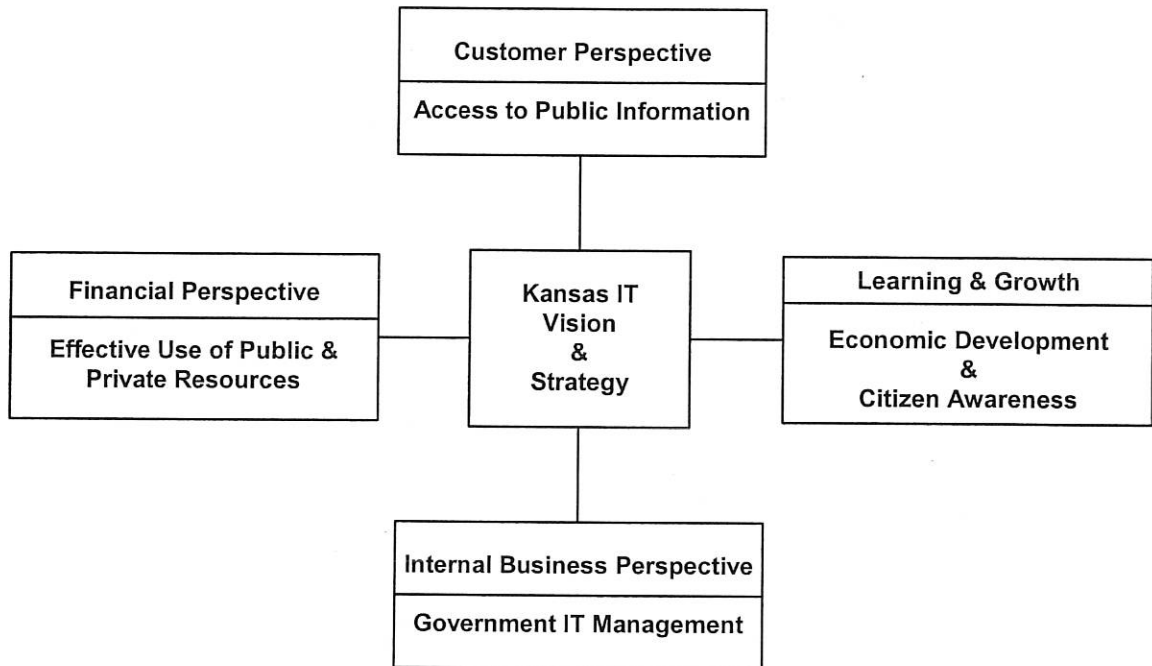 Customer Perspective
Access to Public Information
Financial Perspective
Effective Use of Public &
Private Resources
Kansas IT
Vision
&
Strategy
Learning & Growth
Economic Development
&
Citizen Awareness
Internal Business Perspective
Government IT Management